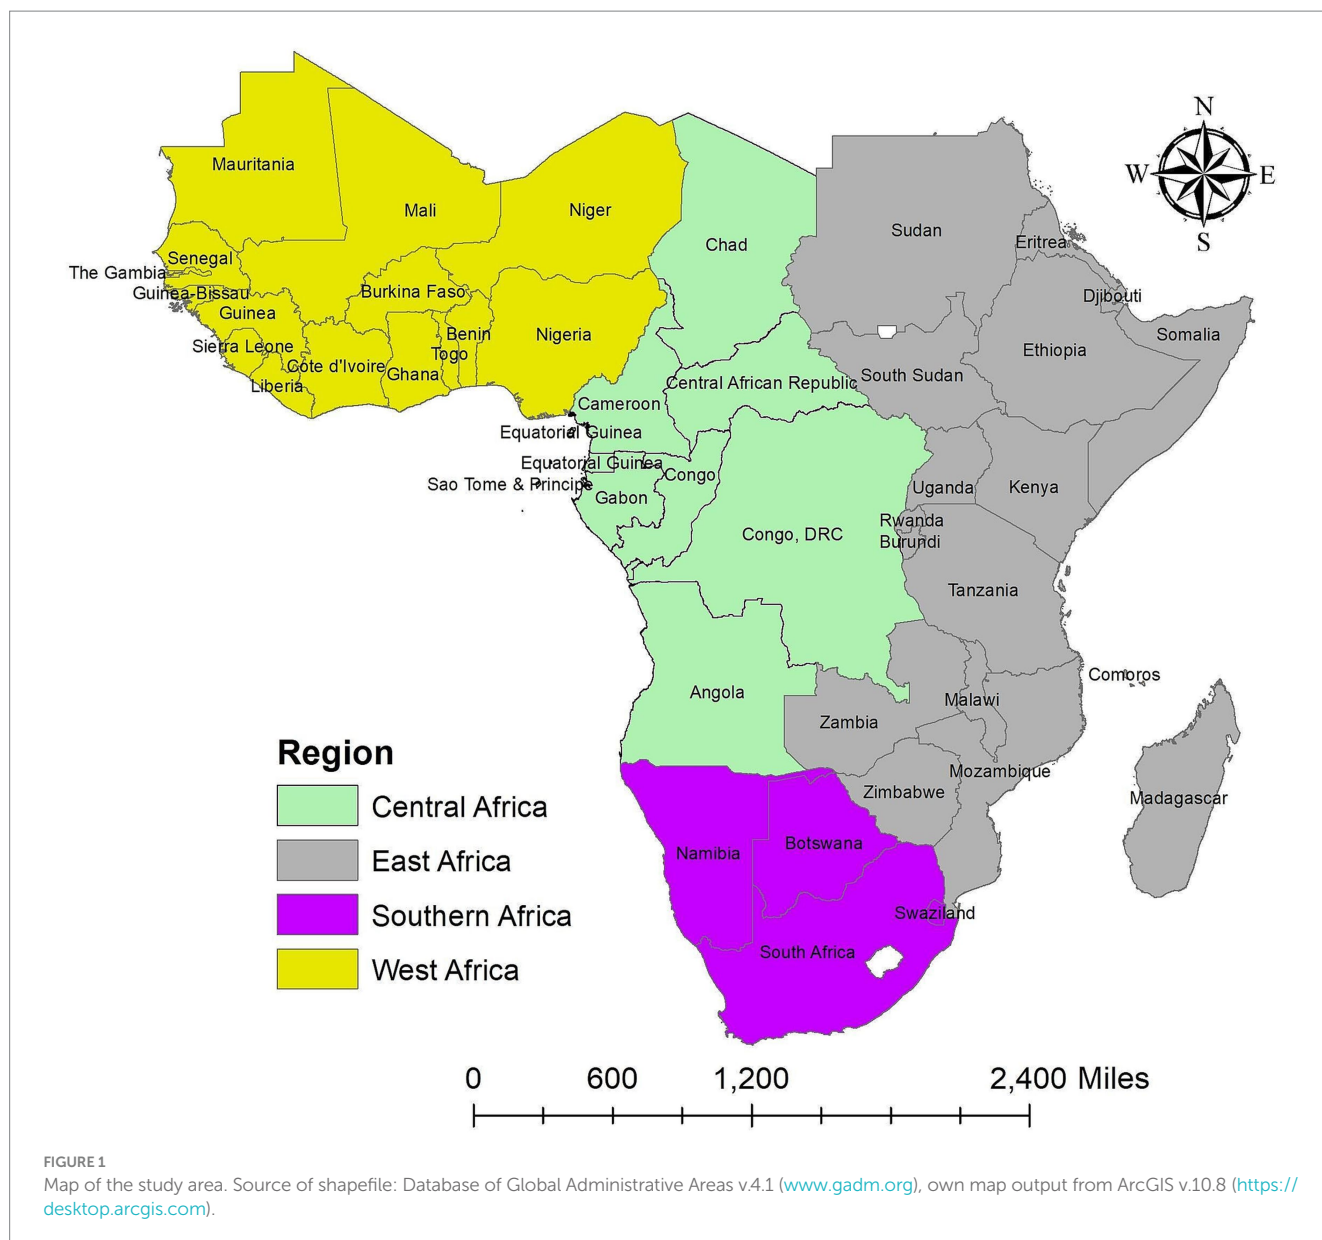 N
W E
S
Mauritania
Mali
Niger
Chad
Sudan
Eritrea
Senegal
The Gambia
Guinea-Bissau
Guinea
Burkina Faso
Djibouti
Sierra Leone
Benin
Togo
Nigeria
Somalia
Ethiopia
Côte d'Ivoire
Ghana
Liberia
South Sudan
Central African Republic
Cameroon
Equatorial Guinea
Equatorial Guinea
Sao Tome & Principe
Congo
Gabon
Uganda
Kenya
Rwanda
Burundi
Congo, DRC
Tanzania
Comoros
Angola
Malawi
Zambia
Mozambique
Zimbabwe
Madagascar
Namibia
Botswana
Swaziland
South Africa
Region
Central Africa
East Africa
Southern Africa
West Africa
0 600 1,200 2,400 Miles
FIGURE 1
Map of the study area. Source of shapefile: Database of Global Administrative Areas v.4.1 (www.gadm.org), own map output from ArcGIS v.10.8 (https://
desktop.arcgis.com).